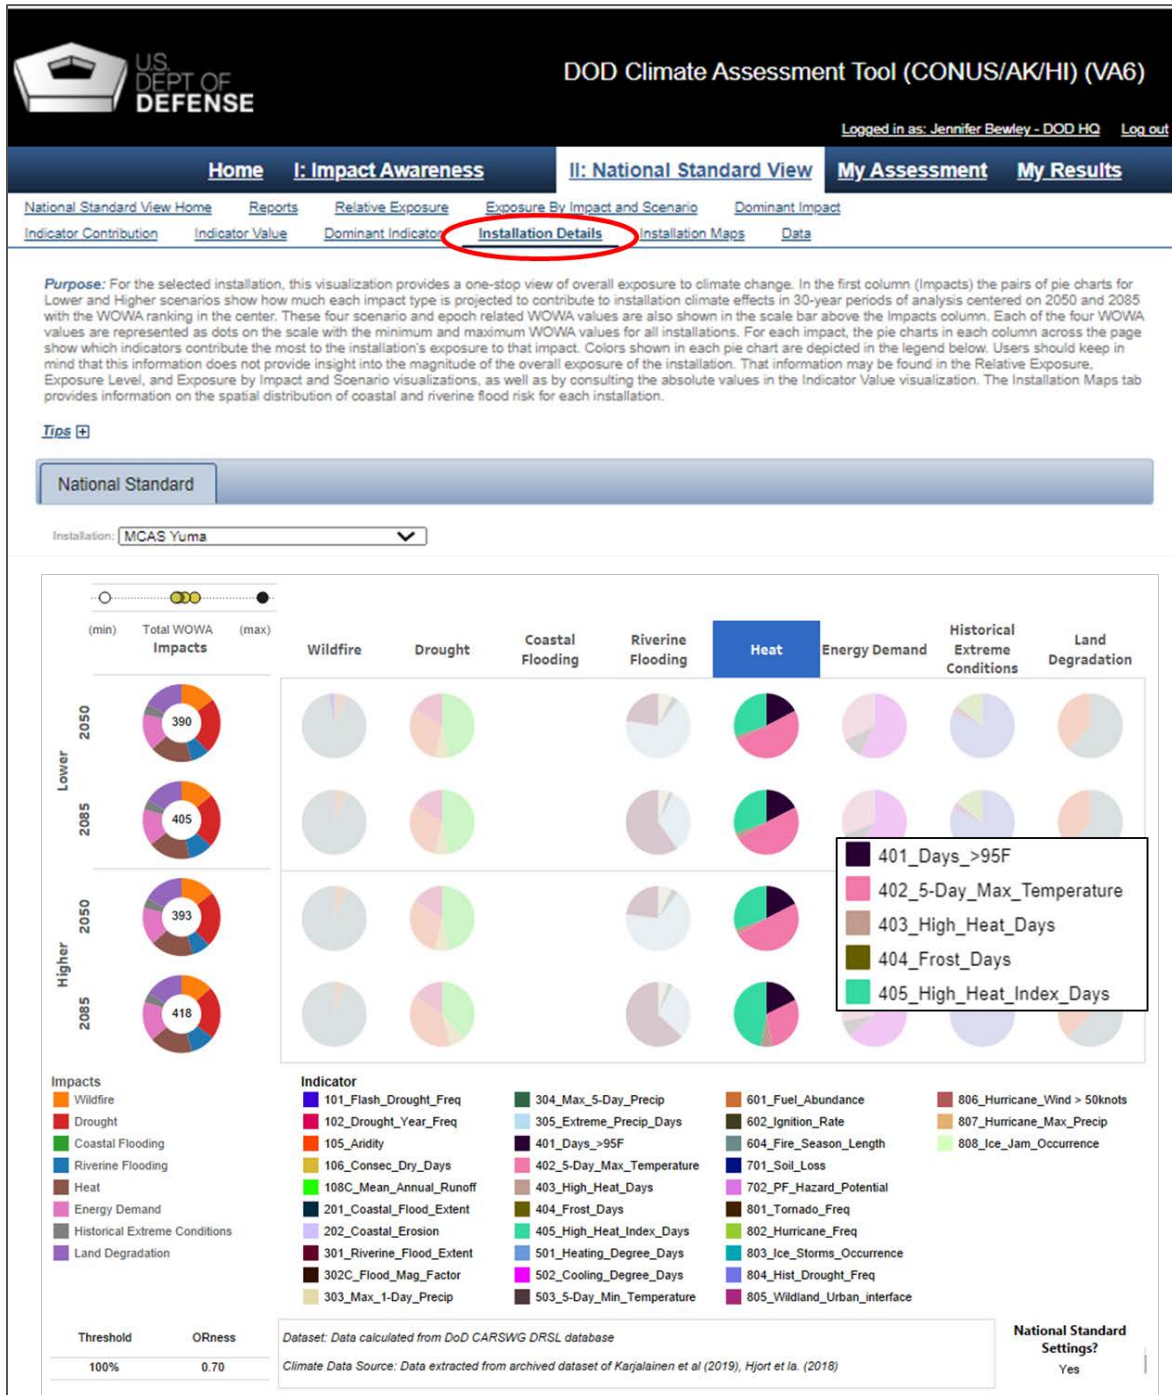 U.S.
DEPT OF
DEFENSE
DOD Climate Assessment Tool (CONUS/AK/HI) (VA6)
Logged in as: Jennifer Bewley - DOD HQ Log out
Home I: Impact Awareness II: National Standard View My Assessment My Results
National Standard View Home Reports Relative Exposure Exposure By Impact and Scenario Dominant Impact
Indicator Contribution Indicator Value Dominant Indicator Installation Details Installation Maps Data
Purpose: For the selected installation, this visualization provides a one-stop view of overall exposure to climate change. In the first column (Impacts) the pairs of pie charts for
Lower and Higher scenarios show how much each impact type is projected to contribute to installation climate effects in 30-year periods of analysis centered on 2050 and 2085
with the WOWA ranking in the center. These four scenario and epoch related WOWA values are also shown in the scale bar above the Impacts column. Each of the four WOWA
values are represented as dots on the scale with the minimum and maximum WOWA values for all installations. For each impact, the pie charts in each column across the page
show which indicators contribute the most to the installation's exposure to that impact. Colors shown in each pie chart are depicted in the legend below. Users should keep in
mind that this information does not provide insight into the magnitude of the overall exposure of the installation. That information may be found in the Relative Exposure,
Exposure Level, and Exposure by Impact and Scenario visualizations, as well as by consulting the absolute values in the Indicator Value visualization. The Installation Maps tab
provides information on the spatial distribution of coastal and riverine flood risk for each installation.
Tips
National Standard
Installation: MCAS Yuma
(min) Total WOWA (max)
Impacts
Wildfire
Drought
Coastal
Flooding
Riverine
Flooding
Heat
Energy Demand
Historical
Extreme
Conditions
Land
Degradation
Lower
2050
390
2085
405
Higher
2050
393
2085
418
401_Days_>95F
402_5-Day_Max_Temperature
403_High_Heat_Days
404_Frost_Days
405_High_Heat_Index_Days
Impacts
Wildfire
Drought
Coastal Flooding
Riverine Flooding
Heat
Energy Demand
Historical Extreme Conditions
Land Degradation
Indicator
101_Flash_Drought_Freq
102_Drought_Year_Freq
105_Aridity
106_Consec_Dry_Days
108C_Mean_Annual_Runoff
201_Coastal_Flood_Extent
202_Coastal_Erosion
301_Riverine_Flood_Extent
302C_Flood_Mag_Factor
303_Max_1-Day_Precip
304_Max_5-Day_Precip
305_Extreme_Precip_Days
401_Days_>95F
402_5-Day_Max_Temperature
403_High_Heat_Days
404_Frost_Days
405_High_Heat_Index_Days
501_Heating_Degree_Days
502_Cooling_Degree_Days
503_5-Day_Min_Temperature
601_Fuel_Abundance
602_Ignition_Rate
604_Fire_Season_Length
701_Soil_Loss
702_PF_Hazard_Potential
801_Tornado_Freq
802_Hurricane_Freq
803_Ice_Storms_Occurrence
804_Hist_Drought_Freq
805_Wildland_Urban_interface
806_Hurricane_Wind > 50knots
807_Hurricane_Max_Precip
808_Ice_Jam_Occurrence
Threshold ORness
100% 0.70
Dataset: Data calculated from DoD CARSWG DRSL database
Climate Data Source: Data extracted from archived dataset of Karjalainen et al (2019), Hjort et la. (2018)
National Standard
Settings?
Yes